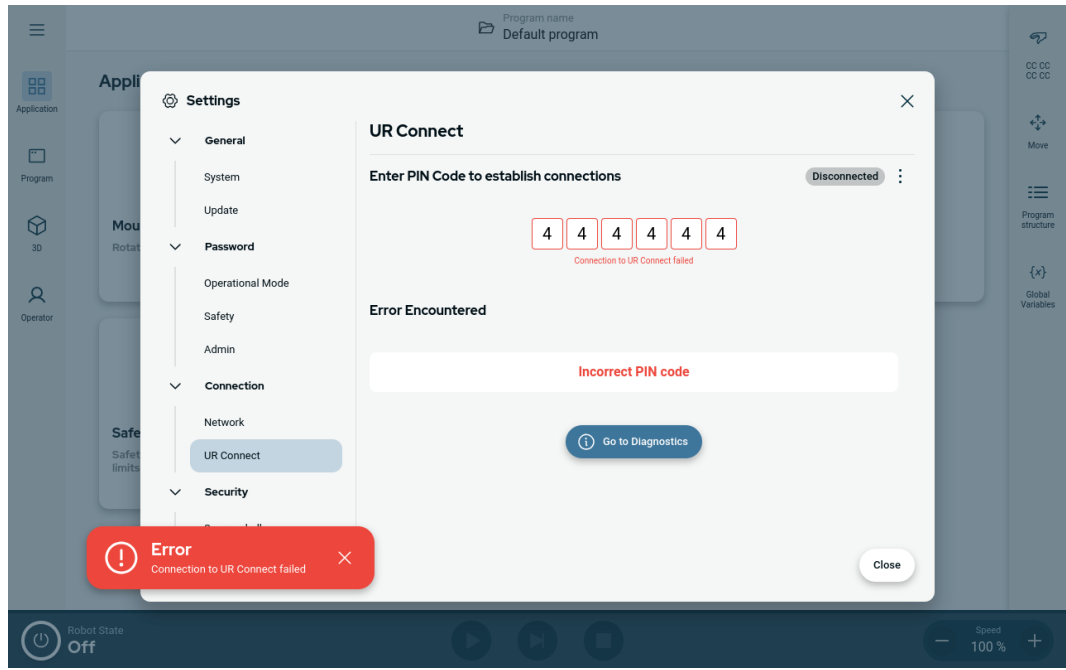 Program name
Default program
Appli
Application
Program
3D
Operator
Mou
Rotat
Safe
Safet
limits
Settings
General
System
Update
Password
Operational Mode
Safety
Admin
Connection
Network
UR Connect
Security
UR Connect
Enter PIN Code to establish connections
Disconnected
4 4 4 4 4 4
Connection to UR Connect failed
Error Encountered
Incorrect PIN code
Go to Diagnostics
Close
Error
Connection to UR Connect failed
CC CC
CC CC
Move
Program
structure
{x}
Global
Variables
Robot State
Off
Speed
100 %